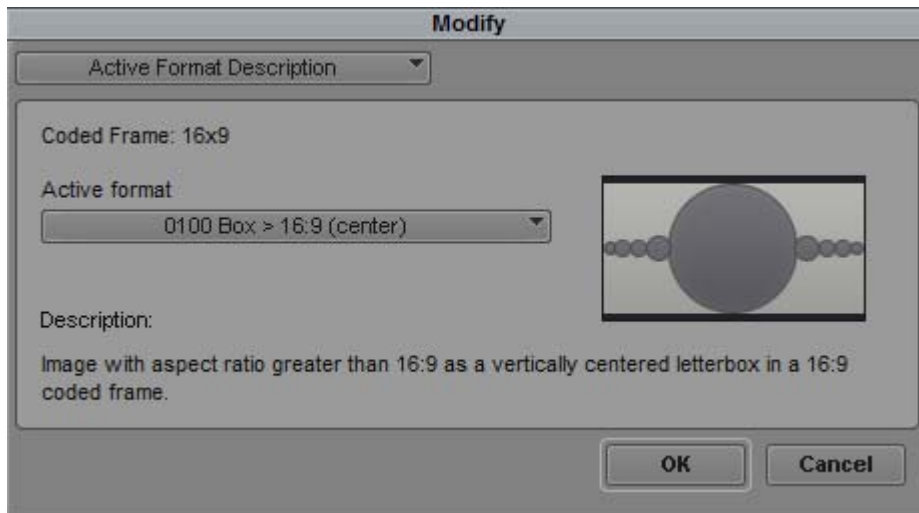 Modify
Active Format Description
Coded Frame: 16x9
Active format
0100 Box > 16:9 (center)
Description:
Image with aspect ratio greater than 16:9 as a vertically centered letterbox in a 16:9
coded frame.
OK
Cancel